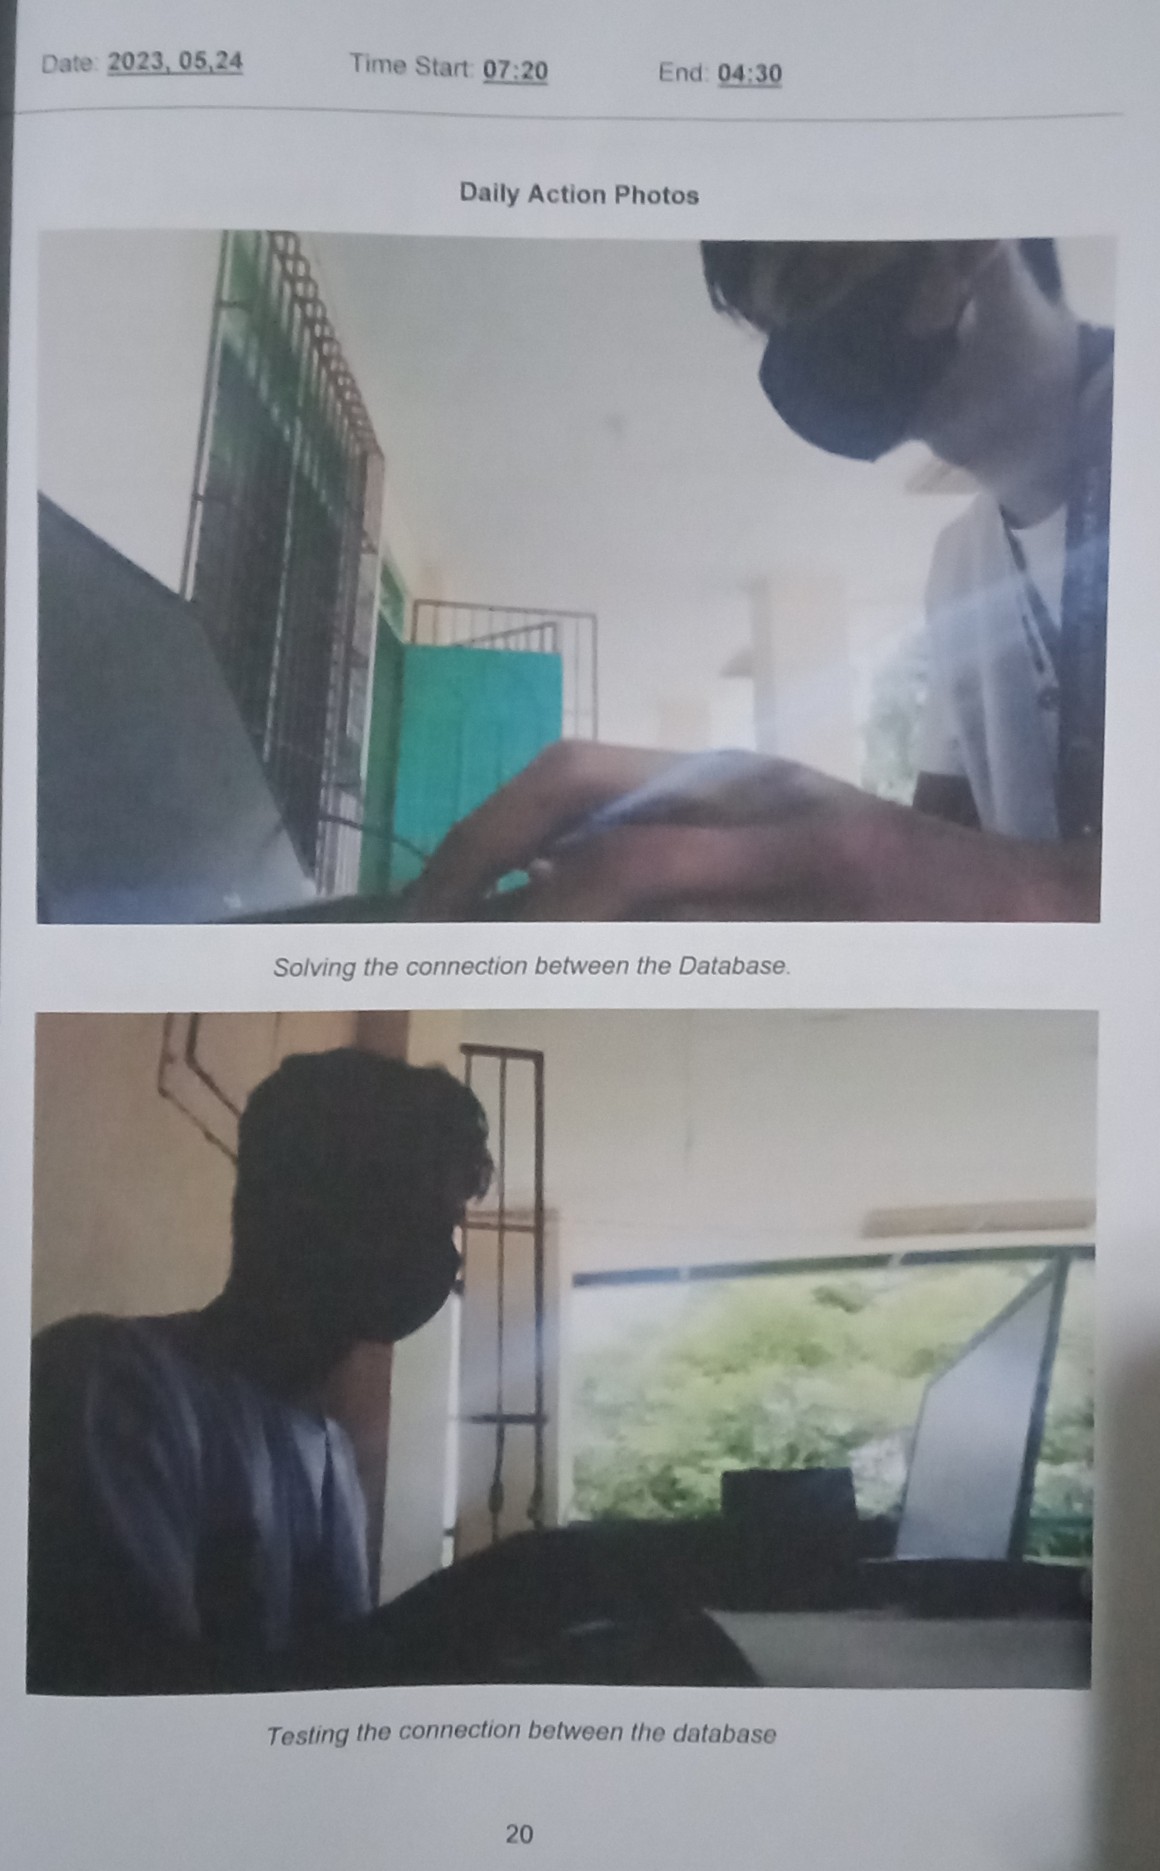 Date: 2023, 05,24 Time Start: 07:20 End: 04:30
Daily Action Photos
Solving the connection between the Database.
Testing the connection between the database
20